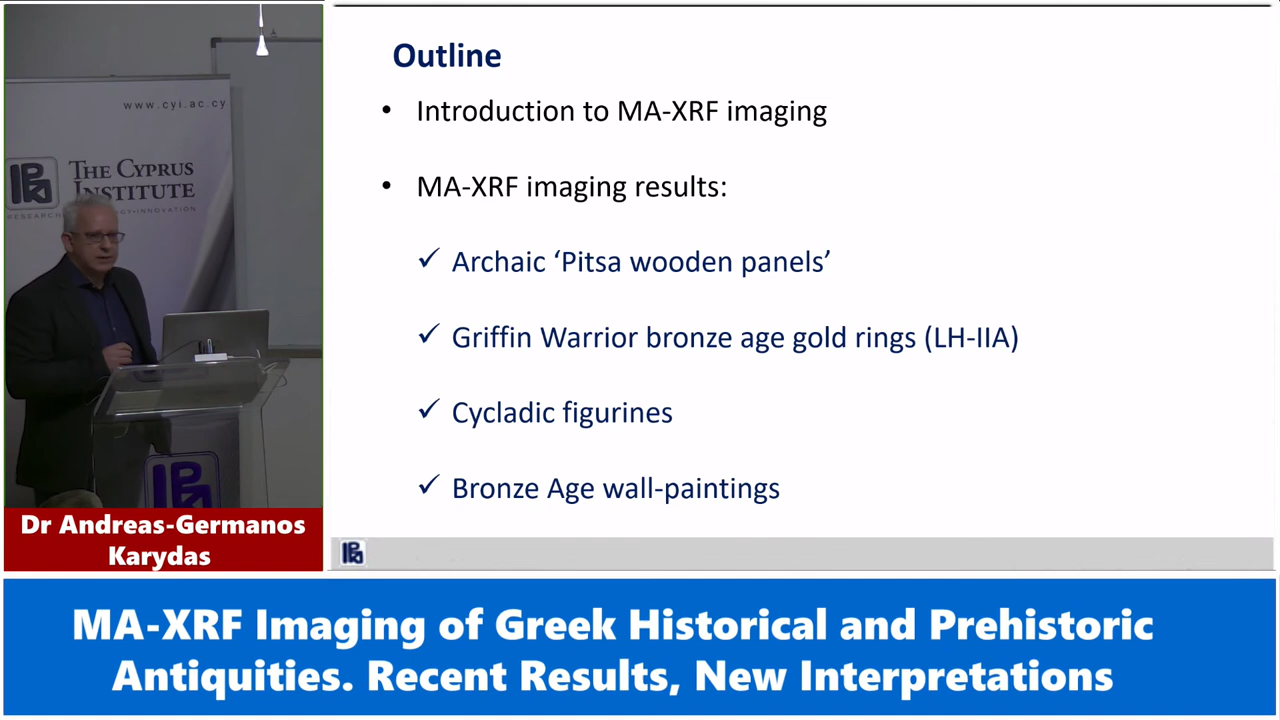 www.cyi.ac.cy
THE CYPRUS
INSTITUTE
RESEARCH
INNOVATION
Dr Andreas-Germanos
Karydas
Outline
• Introduction to MA-XRF imaging
• MA-XRF imaging results:
✓ Archaic ‘Pitsa wooden panels’
✓ Griffin Warrior bronze age gold rings (LH-IIA)
✓ Cycladic figurines
✓ Bronze Age wall-paintings
MA-XRF Imaging of Greek Historical and Prehistoric
Antiquities. Recent Results, New Interpretations